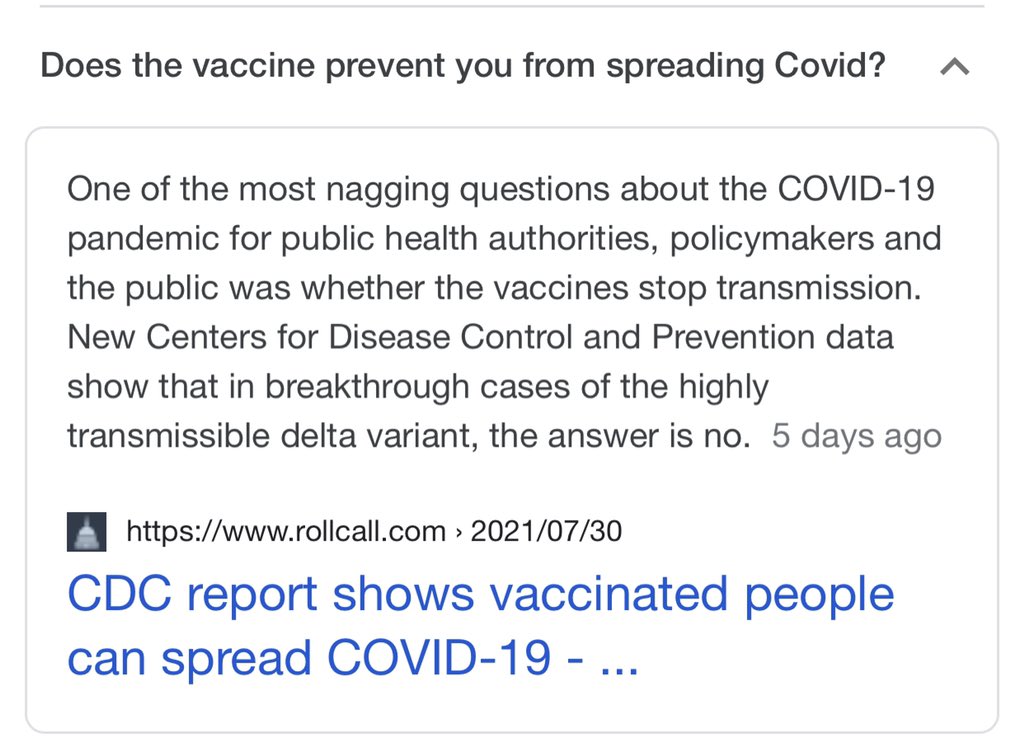 Does the vaccine prevent you from spreading Covid?
One of the most nagging questions about the COVID-19
pandemic for public health authorities, policymakers and
the public was whether the vaccines stop transmission.
New Centers for Disease Control and Prevention data
show that in breakthrough cases of the highly
transmissible delta variant, the answer is no. 5 days ago
https://www.rollcall.com › 2021/07/30
CDC report shows vaccinated people
can spread COVID-19 - ...